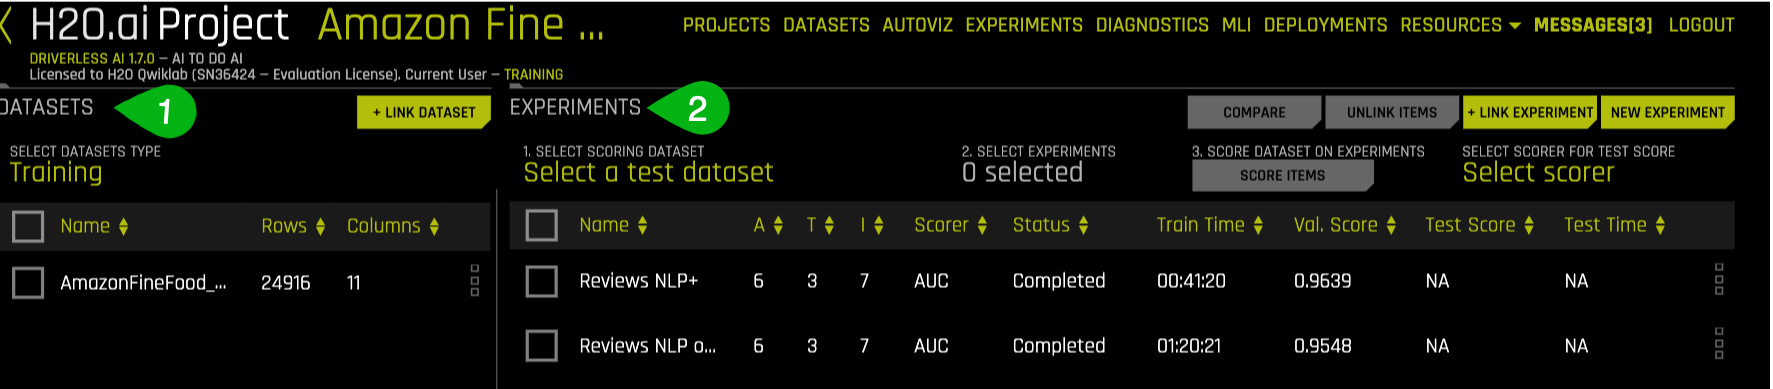 H2O.ai Project Amazon Fine ...
PROJECTS DATASETS AUTOVIZ EXPERIMENTS DIAGNOSTICS MLI DEPLOYMENTS RESOURCES MESSAGES[3] LOGOUT
DRIVERLESS AI 1.7.0 – AI TO DO AI
Licensed to H2O Qwiklab (SN36424 – Evaluation License). Current User – TRAINING
DATASETS 1 + LINK DATASET
EXPERIMENTS 2 COMPARE UNLINK ITEMS + LINK EXPERIMENT NEW EXPERIMENT
SELECT DATASETS TYPE
Training
1. SELECT SCORING DATASET 2. SELECT EXPERIMENTS 3. SCORE DATASET ON EXPERIMENTS SELECT SCORER FOR TEST SCORE
Select a test dataset 0 selected SCORE ITEMS Select scorer
Name Rows Columns
AmazonFineFood_... 24916 11
Name A T I Scorer Status Train Time Val. Score Test Score Test Time
Reviews NLP+ 6 3 7 AUC Completed 00:41:20 0.9639 NA NA
Reviews NLP o... 6 3 7 AUC Completed 01:20:21 0.9548 NA NA